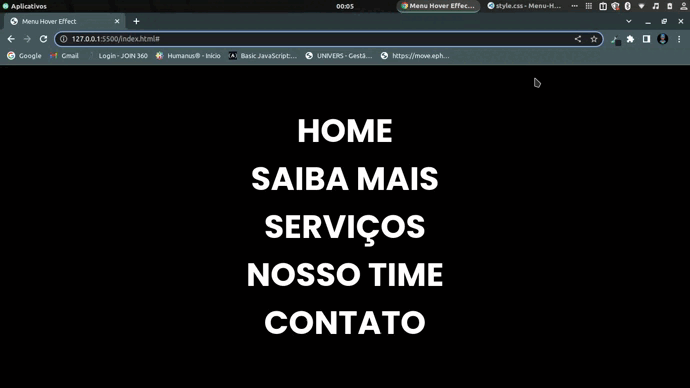 Aplicativos 00:05 Menu Hover Effec... style.css - Menu-H...
Menu Hover Effect
127.0.0.1:5500/index.html#
Google Gmail Login - JOIN 360 Humanus® - Início Basic JavaScript:... UNIVERS - Gestã... https://move.eph...
HOME
SAIBA MAIS
SERVIÇOS
NOSSO TIME
CONTATO